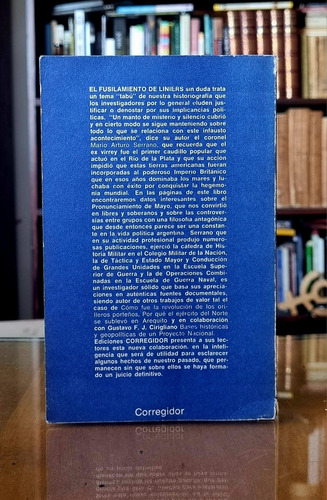 EL FUSILAMIENTO DE LINIERS sin duda trata
un tema "tabú" de nuestra historiografía que
los investigadores por lo general eluden jus-
tificar o denostar por sus implicancias polí-
ticas. "Un manto de misterio y silencio cubrió
y en cierto modo se sigue manteniendo sobre
todo lo que se relaciona con este infausto
acontecimiento", dice su autor el coronel
Mario Arturo Serrano, que recuerda que el
ex virrey fue el primer caudillo popular que
actuó en el Río de la Plata y que su acción
impidió que estas tierras americanas fueran
incorporadas al poderoso Imperio Británico
que en esos años dominaba los mares y lu-
chaba con éxito por conquistar la hegemo-
nía mundial. En las páginas de este libro
encontraremos datos interesantes sobre el
Pronunciamiento de Mayo, que nos convirtió
en libres y soberanos y sobre las controver-
sias entre grupos con una filosofía antagónica
que desde entonces parece ser una constan-
te en la vida política argentina. Serrano que
en su actividad profesional produjo numero-
sas publicaciones, ejerció la cátedra de His-
toria Militar en el Colegio Militar de la Nación,
la de Táctica y Estado Mayor y Conducción
de Grandes Unidades en la Escuela Supe-
rior de Guerra y la de Operaciones Combi-
nadas en la Escuela de Guerra Naval, es
un investigador sólido que basa sus aprecia-
ciones en auténticas fuentes documentales,
siendo autor de otros trabajos de valor tal el
caso de Cómo fue la revolución de los ori-
lleros porteños, Por qué el ejército del Norte
se sublevó en Arequito y en colaboración
con Gustavo F. J. Cirigliano Bases históricas
y geopolíticas de un Proyecto Nacional.
Ediciones CORREGIDOR presenta a sus lec-
tores esta nueva colaboración, en la inteli-
gencia que será de utilidad para esclarecer
algunos hechos de nuestro pasado, que per-
manecen sin que sobre ellos se haya forma-
do un juicio definitivo.
Corregidor